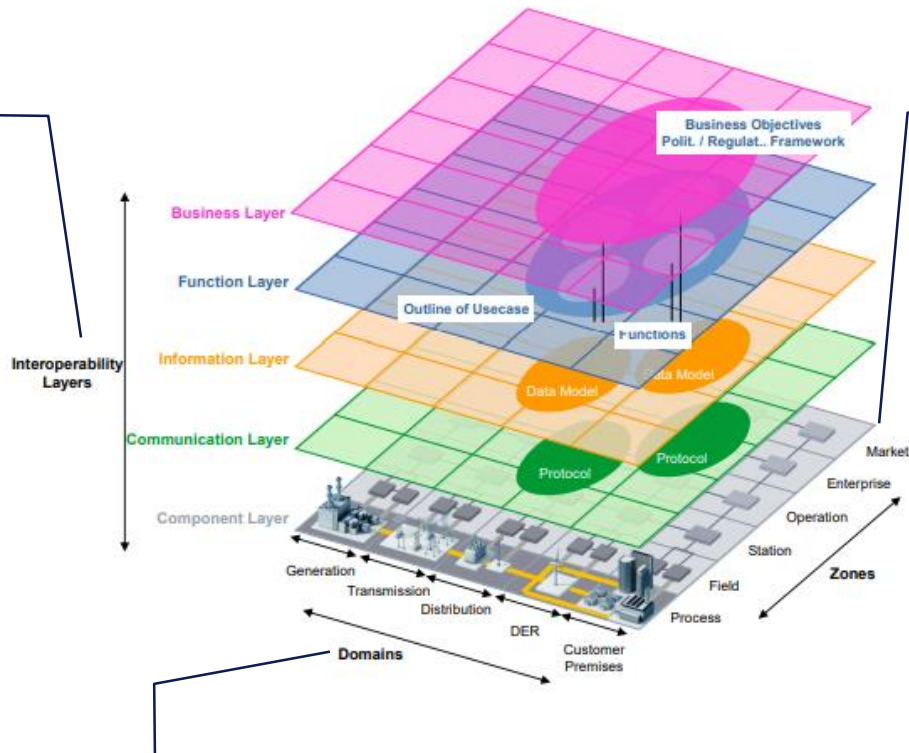 Business Objectives
Polit. / Regulat.. Framework
Business Layer
Function Layer
Outline of Usecase
Functions
Interoperability
Layers
Information Layer
Data Model
Data Model
Communication Layer
Protocol
Protocol
Component Layer
Market
Enterprise
Operation
Station
Field
Process
Zones
Generation
Transmission
Distribution
DER
Customer
Premises
Domains